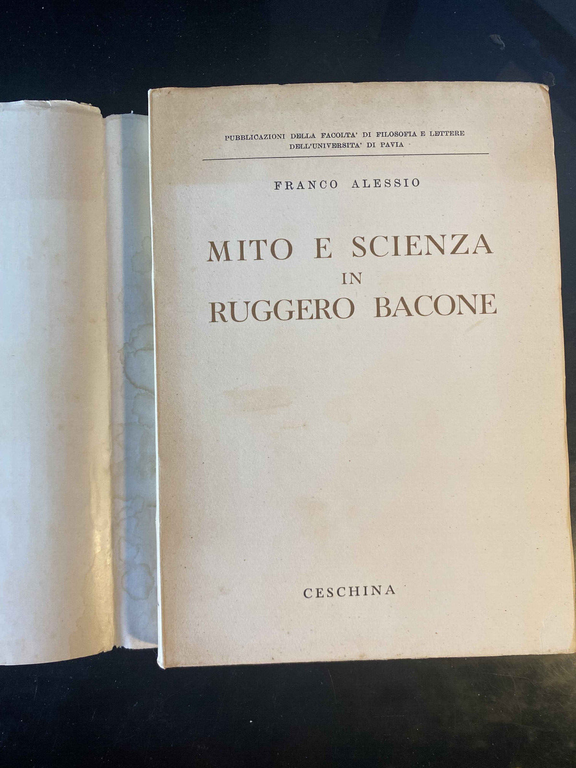 PUBBLICAZIONI DELLA FACOLTA' DI FILOSOFIA E LETTERE
DELL'UNIVERSITA' DI PAVIA
FRANCO ALESSIO
MITO E SCIENZA
IN
RUGGERO BACONE
CESCHINA